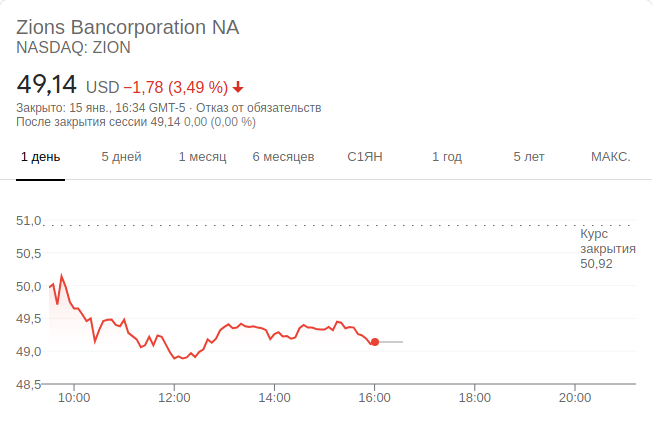 Zions Bancorporation NA
NASDAQ: ZION
49,14 USD −1,78 (3,49 %)
Закрыто: 15 янв., 16:34 GMT-5 · Отказ от обязательств
После закрытия сессии 49,14 0,00 (0,00 %)
1 день 5 дней 1 месяц 6 месяцев С1ЯН 1 год 5 лет МАКС.
51,0
Курс
закрытия
50,92
50,5
50,0
49,5
49,0
48,5
10:00 12:00 14:00 16:00 18:00 20:00